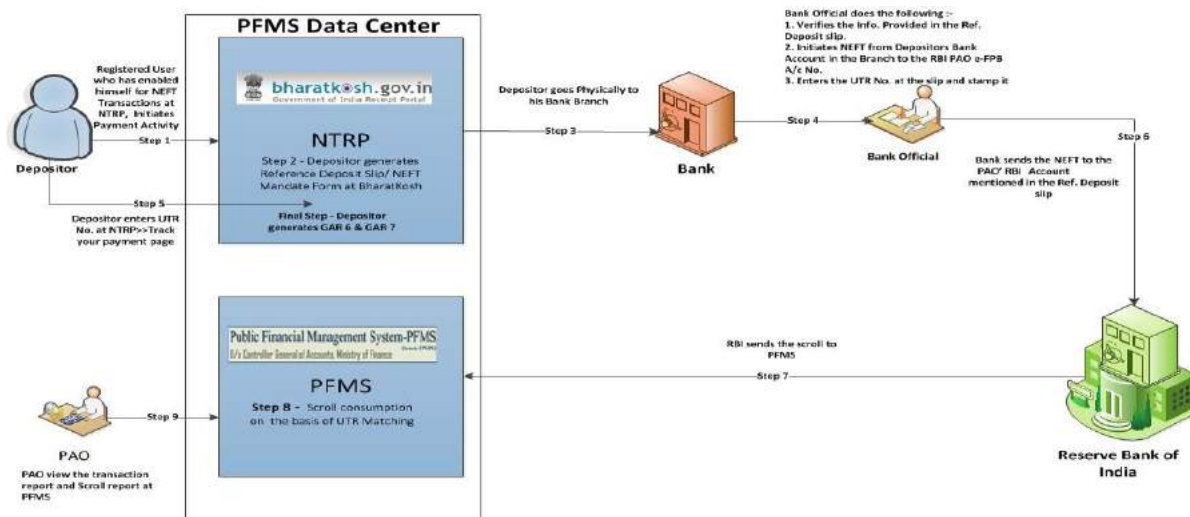 PFMS Data Center
Bank Official does the following :-
1. Verifies the Info. Provided in the Ref.
Deposit slip.
2. Initiates NEFT from Depositors Bank
Account in the Branch to the RBI PAO e-FPB
A/c No.
3. Enters the UTR No. at the slip and stamp it
Registered User
who has enabled
himself for NEFT
Transactions at
NTRP, Initiates
Payment Activity
Step 1
Depositor
bharatkosh.gov.in
Government of India Receipt Portal
NTRP
Step 2 - Depositor generates
Reference Deposit Slip/ NEFT
Mandate Form at BharatKosh
Final Step - Depositor
generates GAR 6 & GAR 7
Step 5
Depositor enters UTR
No. at NTRP>>Track
your payment page
Depositor goes Physically to
his Bank Branch
Step 3
Bank
Step 4
Bank Official
Step 6
Bank sends the NEFT to the
PAO' RBI Account
mentioned in the Ref. Deposit
slip
Public Financial Management System-PFMS
O/o Controller General of Accounts, Ministry of Finance
PFMS
Step 8 - Scroll consumption
on the basis of UTR Matching
RBI sends the scroll to
PFMS
Step 7
Reserve Bank of
India
Step 9
PAO
PAO view the transaction
report and Scroll report at
PFMS